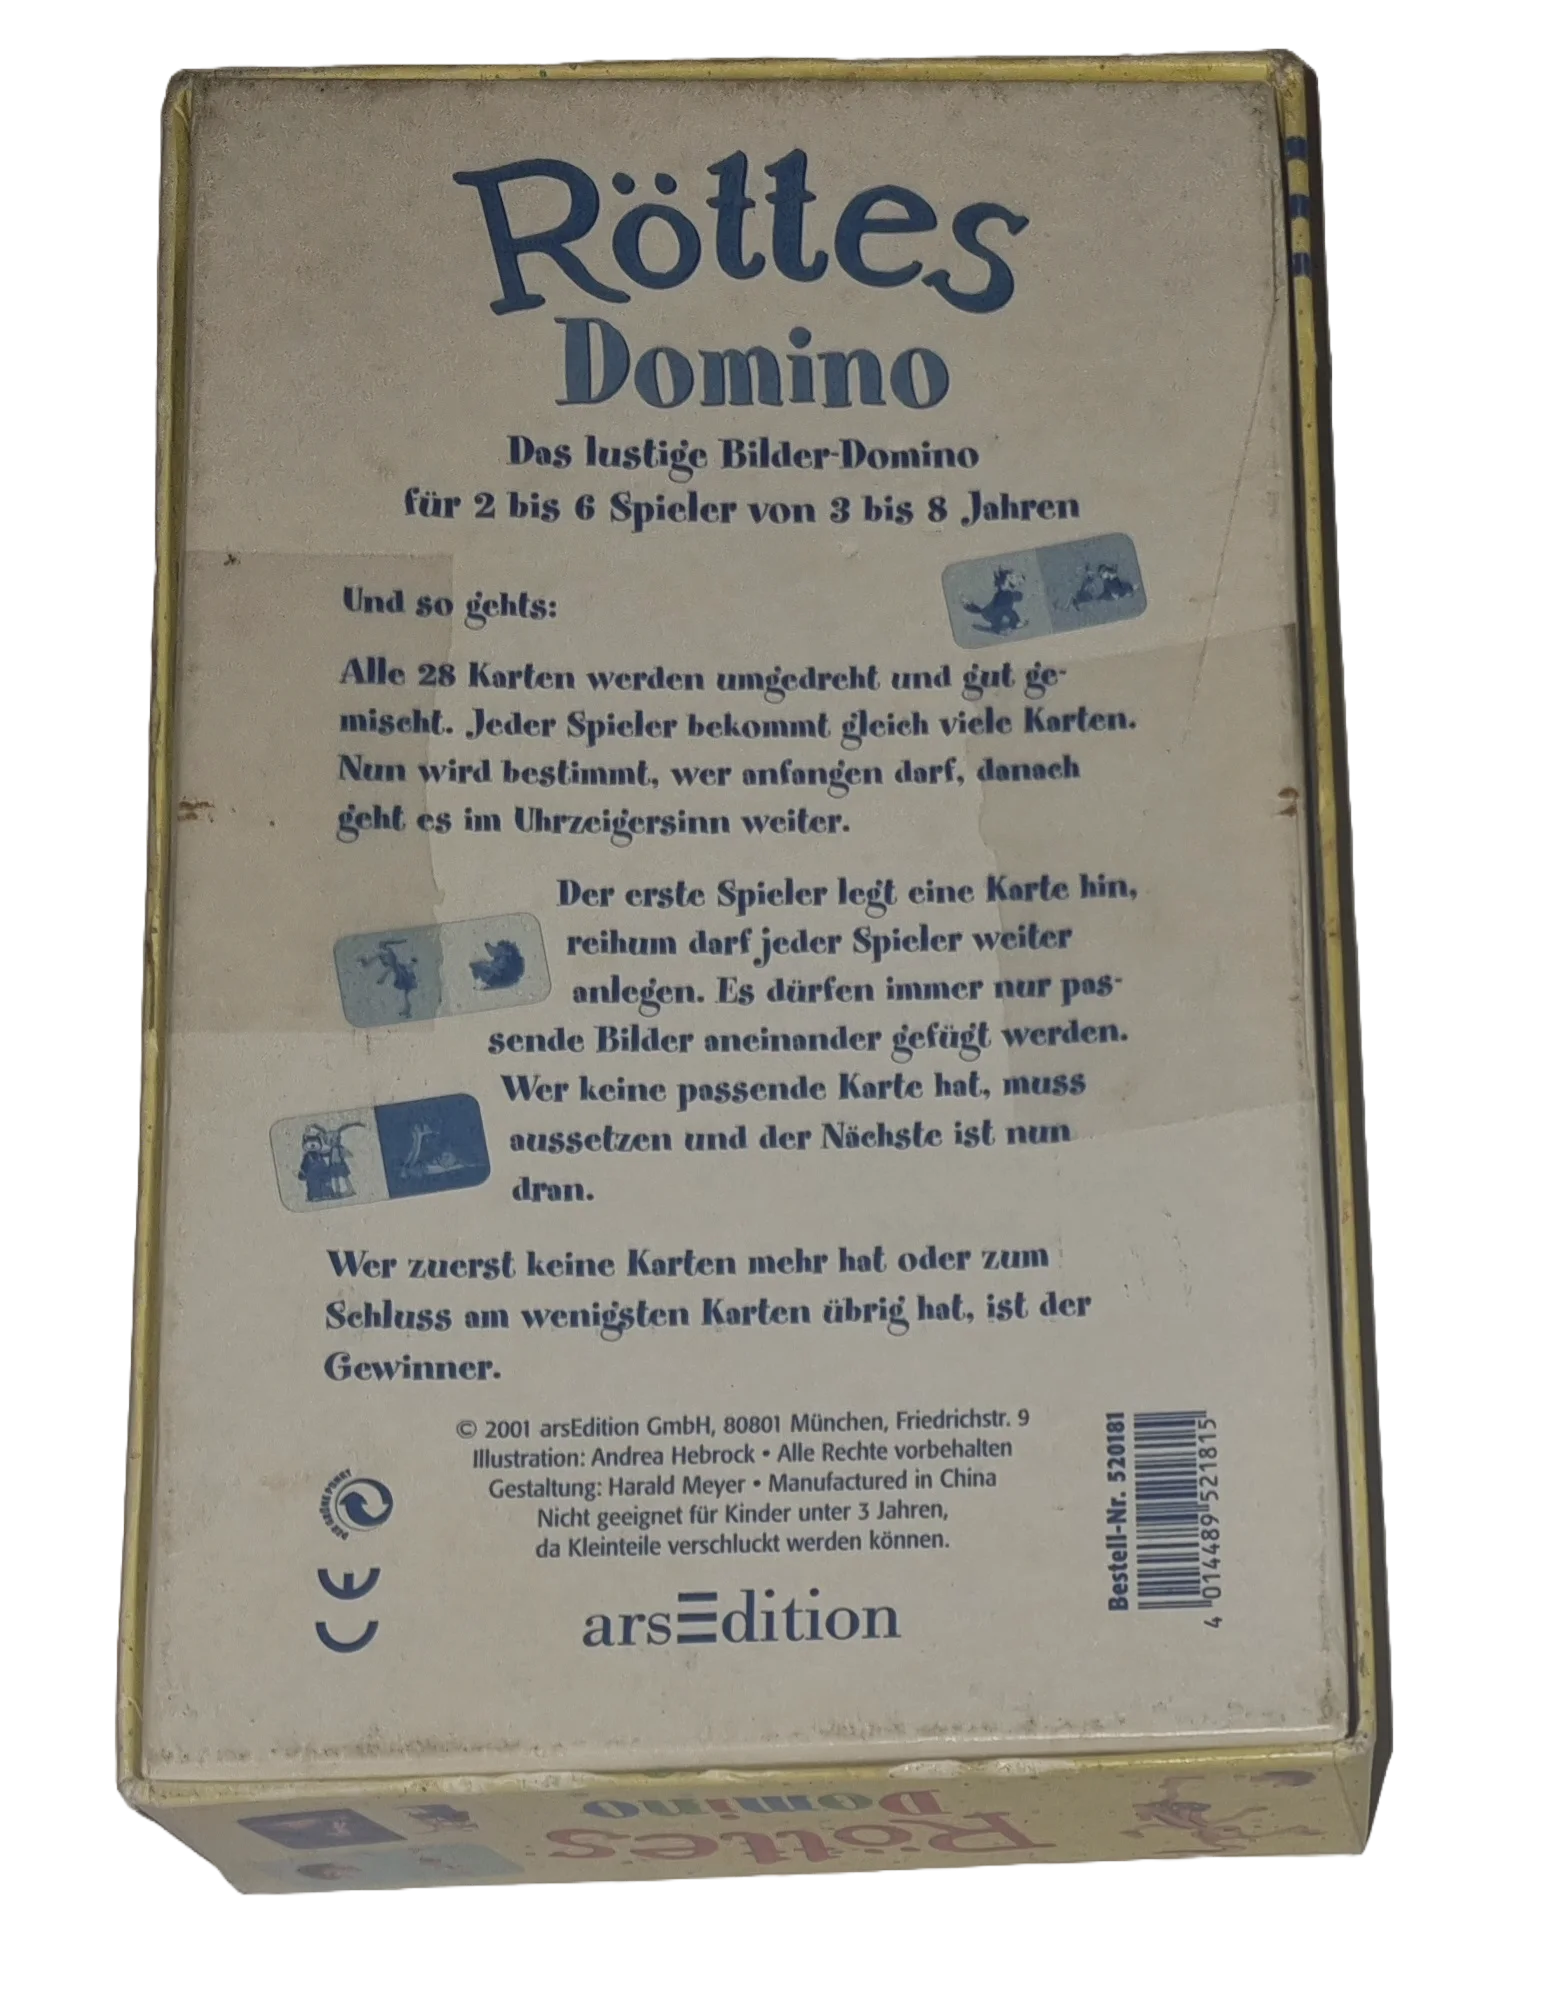 Röttes
Domino
Das lustige Bilder-Domino
für 2 bis 6 Spieler von 3 bis 8 Jahren
Und so gehts:
Alle 28 Karten werden umgedreht und gut ge-
mischt. Jeder Spieler bekommt gleich viele Karten.
Nun wird bestimmt, wer anfangen darf, danach
geht es im Uhrzeigersinn weiter.
Der erste Spieler legt eine Karte hin,
reihum darf jeder Spieler weiter
anlegen. Es dürfen immer nur pas-
sende Bilder aneinander gefügt werden.
Wer keine passende Karte hat, muss
aussetzen und der Nächste ist nun
dran.
Wer zuerst keine Karten mehr hat oder zum
Schluss am wenigsten Karten übrig hat, ist der
Gewinner.
© 2001 arsEdition GmbH, 80801 München, Friedrichstr. 9
Illustration: Andrea Hebrock • Alle Rechte vorbehalten
Gestaltung: Harald Meyer • Manufactured in China
Nicht geeignet für Kinder unter 3 Jahren,
da Kleinteile verschluckt werden können.
arsEdition
DER GRÜNE PUNKT
CE
Bestell-Nr. 520181
4 014489 521815
Domino
Röttes